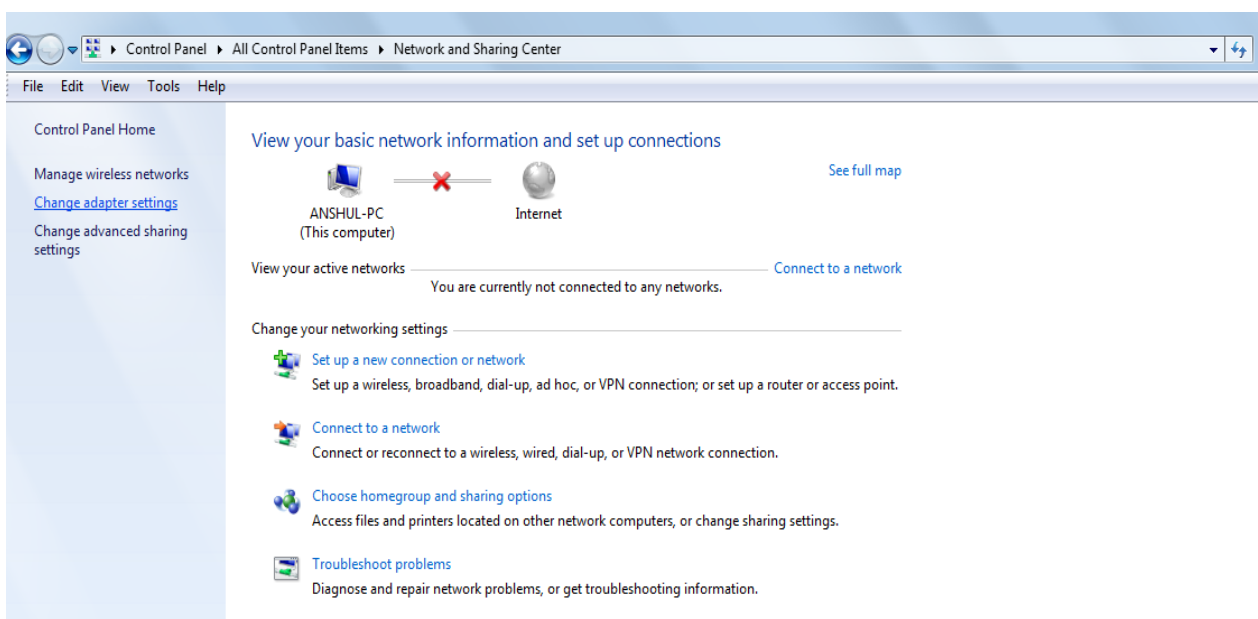 Control Panel All Control Panel Items Network and Sharing Center
File Edit View Tools Help
Control Panel Home
Manage wireless networks
Change adapter settings
Change advanced sharing
settings
View your basic network information and set up connections
See full map
ANSHUL-PC
(This computer)
Internet
View your active networks
Connect to a network
You are currently not connected to any networks.
Change your networking settings
Set up a new connection or network
Set up a wireless, broadband, dial-up, ad hoc, or VPN connection; or set up a router or access point.
Connect to a network
Connect or reconnect to a wireless, wired, dial-up, or VPN network connection.
Choose homegroup and sharing options
Access files and printers located on other network computers, or change sharing settings.
Troubleshoot problems
Diagnose and repair network problems, or get troubleshooting information.